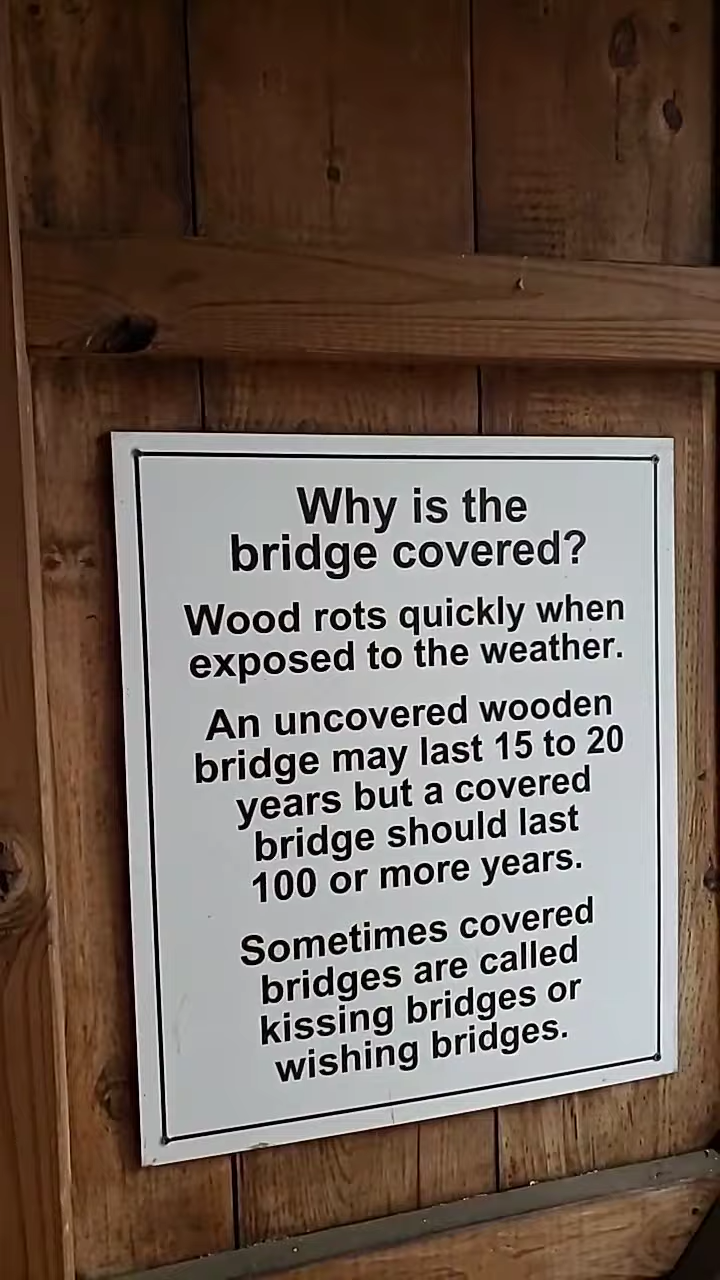 Why is the
bridge covered?
Wood rots quickly when
exposed to the weather.
An uncovered wooden
bridge may last 15 to 20
years but a covered
bridge should last
100 or more years.
Sometimes covered
bridges are called
kissing bridges or
wishing bridges.